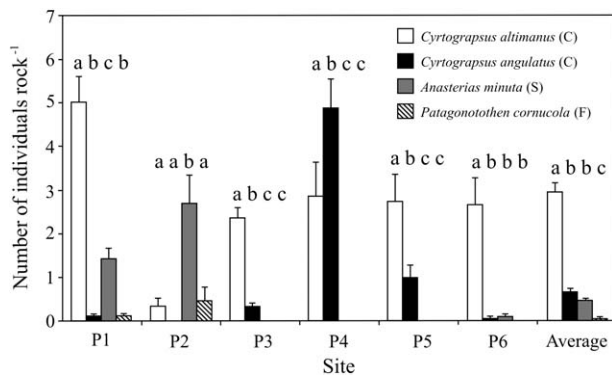 Number of individuals rock⁻¹
7
6
5
4
3
2
1
0
Cyrtograpsus altimanus (C)
Cyrtograpsus angulatus (C)
Anasterias minuta (S)
Patagonotothen cornucola (F)
a b c b
a a b a
a b c c
a b c c
a b c c
a b b b
a b b c
P1 P2 P3 P4 P5 P6 Average
Site